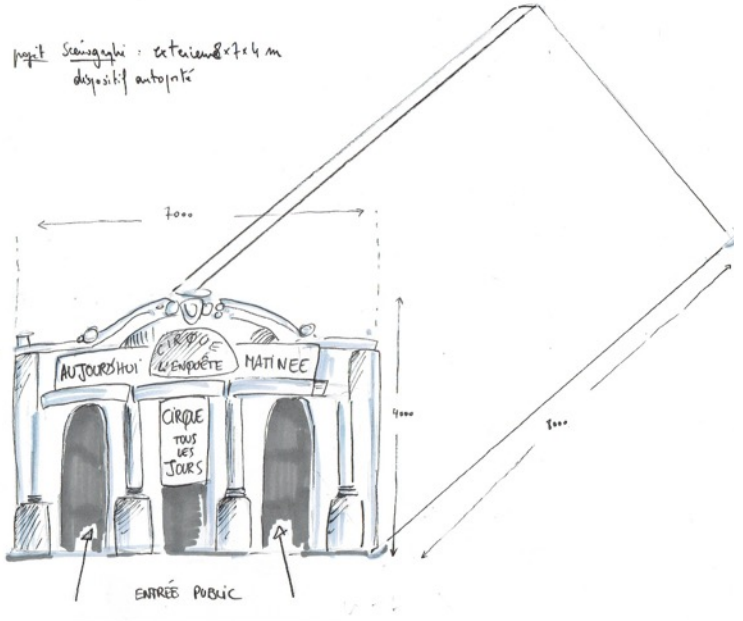 projet Scénographie : exterieur 8x7x4 m
dispositif autoporté
7000
CIRQUE
L'ENQUÊTE
AUJOURD'HUI
MATINEE
CIRQUE
TOUS
LES
JOURS
4000
8000
ENTRÉE PUBLIC